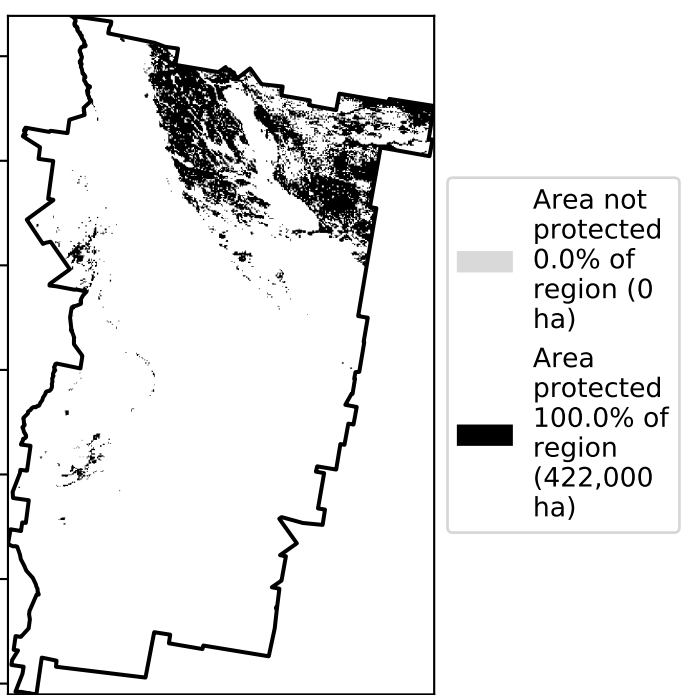 Area not
protected
0.0% of
region (0
ha)
Area
protected
100.0% of
region
(422,000
ha)